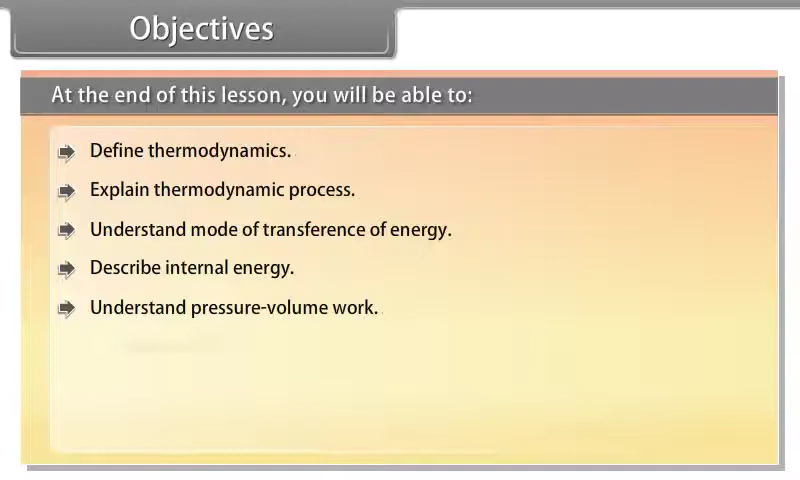 Objectives
At the end of this lesson, you will be able to:
Define thermodynamics.
Explain thermodynamic process.
Understand mode of transference of energy.
Describe internal energy.
Understand pressure-volume work.